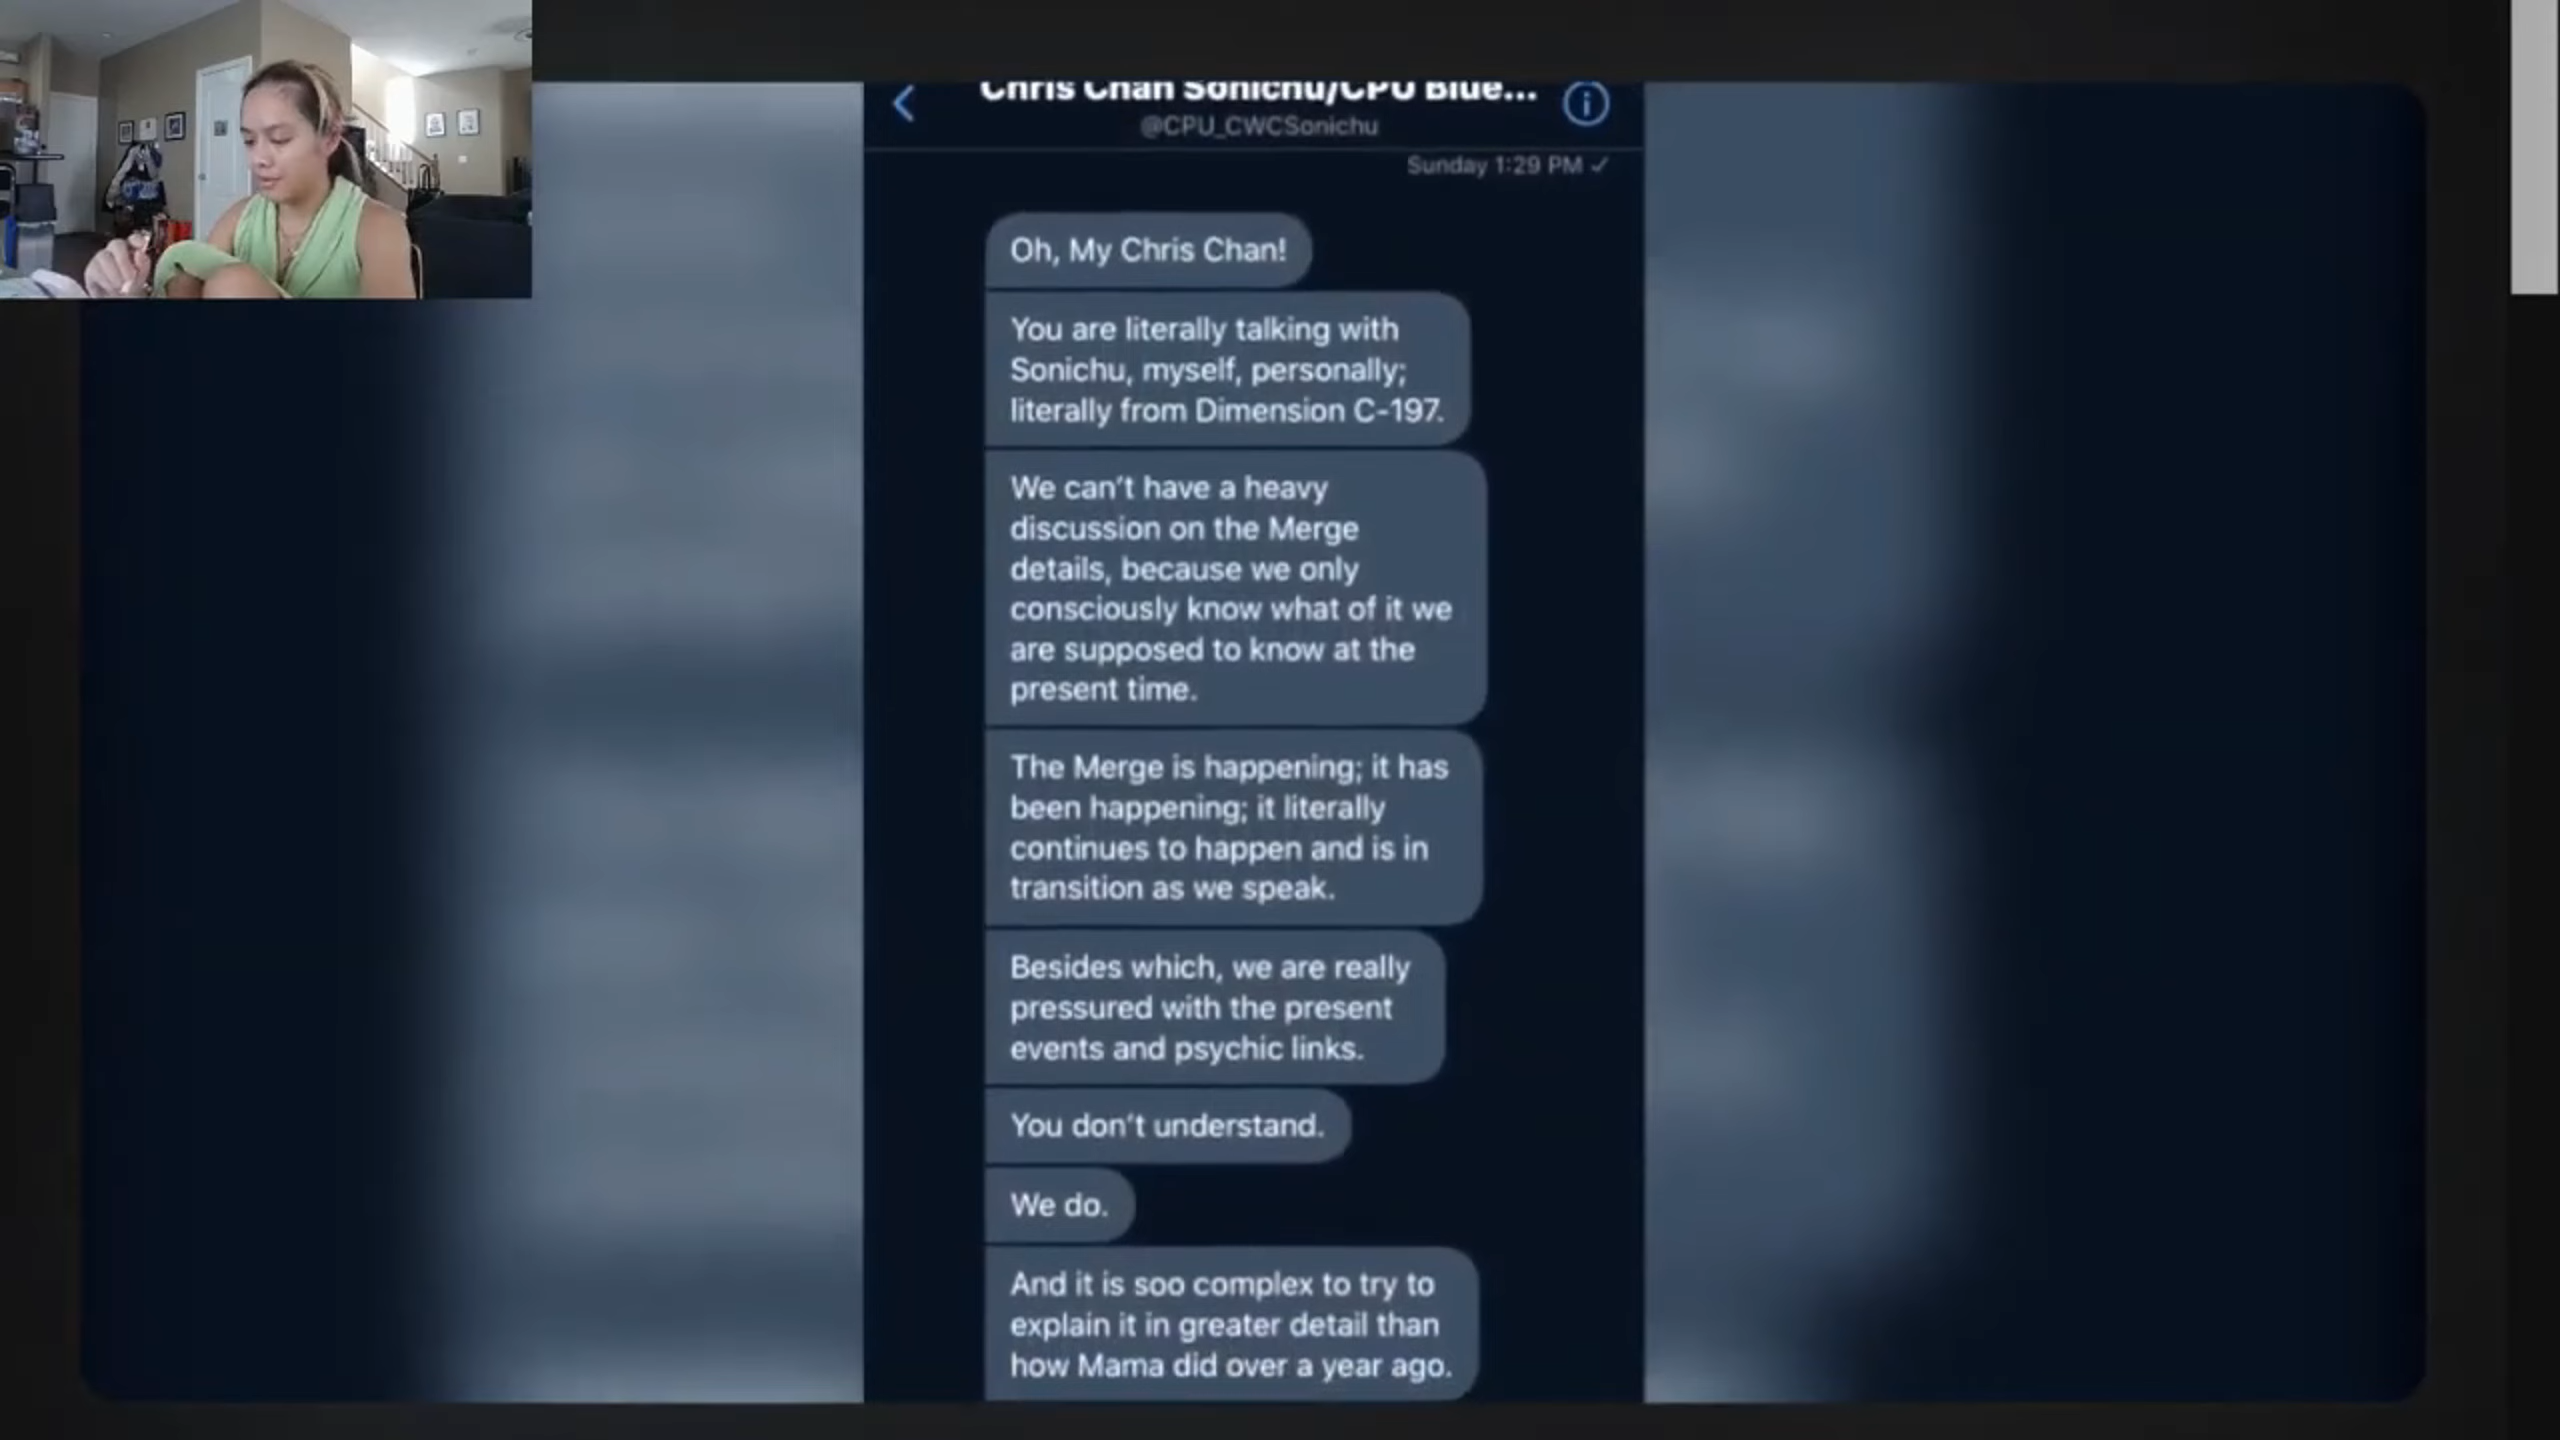 Chris Chan Sonichu/CPU Blue...
@CPU_CWCSonichu
Sunday 1:29 PM ✓
Oh, My Chris Chan!
You are literally talking with
Sonichu, myself, personally;
literally from Dimension C-197.
We can't have a heavy
discussion on the Merge
details, because we only
consciously know what of it we
are supposed to know at the
present time.
The Merge is happening; it has
been happening; it literally
continues to happen and is in
transition as we speak.
Besides which, we are really
pressured with the present
events and psychic links.
You don't understand.
We do.
And it is soo complex to try to
explain it in greater detail than
how Mama did over a year ago.